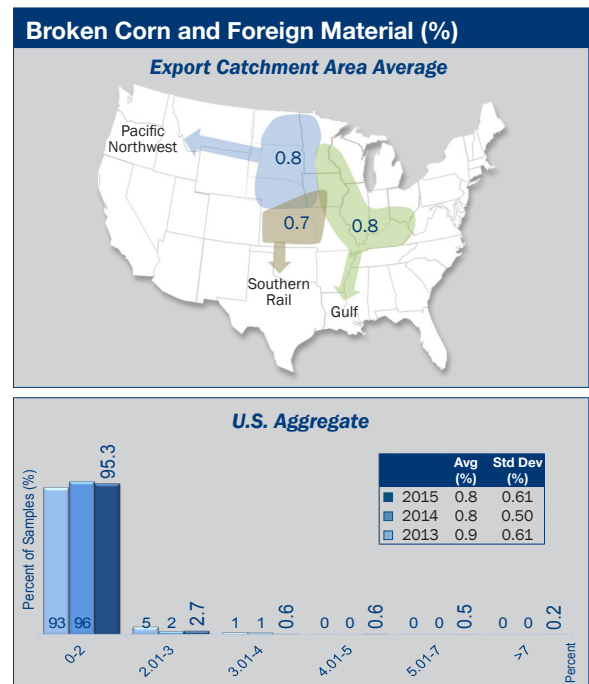 Broken Corn and Foreign Material (%)
Export Catchment Area Average
Pacific
Northwest
0.8
0.7
0.8
Southern
Rail
Gulf
U.S. Aggregate
Percent of Samples (%)
Avg Std Dev
(%) (%)
2015 0.8 0.61
2014 0.8 0.50
2013 0.9 0.61
93 96 95.3
5 2 2.7
1 1 0.6
0 0 0.6
0 0 0.5
0 0 0.2
0-2 2.01-3 3.01-4 4.01-5 5.01-7 >7
Percent